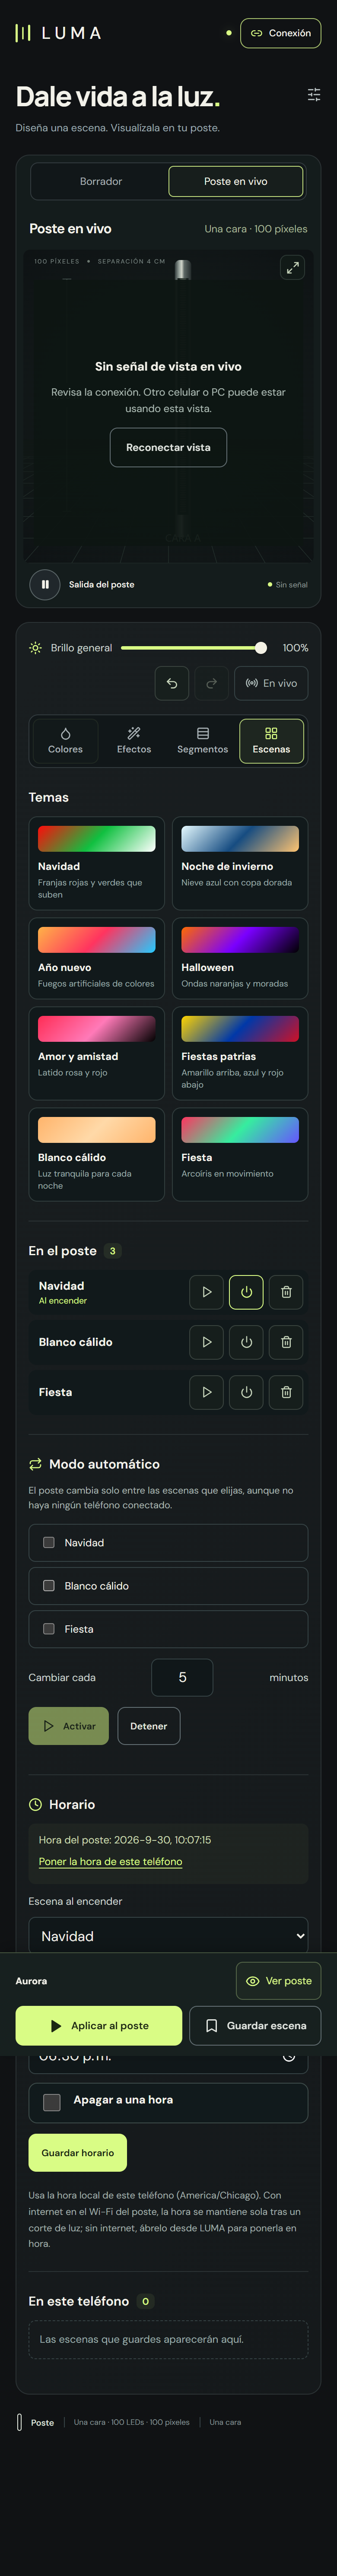 LUMA
Conexión
Dale vida a la luz.
Diseña una escena. Visualízala en tu poste.
Borrador
Poste en vivo
Poste en vivo
Una cara · 100 píxeles
100 PÍXELES • SEPARACIÓN 4 CM
Sin señal de vista en vivo
Revisa la conexión. Otro celular o PC puede estar
usando esta vista.
Reconectar vista
Salida del poste
Sin señal
Brillo general
100%
En vivo
Colores
Efectos
Segmentos
Escenas
Temas
Navidad
Franjas rojas y verdes que
suben
Noche de invierno
Nieve azul con copa dorada
Año nuevo
Fuegos artificiales de colores
Halloween
Ondas naranjas y moradas
Amor y amistad
Latido rosa y rojo
Fiestas patrias
Amarillo arriba, azul y rojo
abajo
Blanco cálido
Luz tranquila para cada
noche
Fiesta
Arcoíris en movimiento
En el poste 3
Navidad
Al encender
Blanco cálido
Fiesta
Modo automático
El poste cambia solo entre las escenas que elijas, aunque no
haya ningún teléfono conectado.
Navidad
Blanco cálido
Fiesta
Cambiar cada 5 minutos
Activar
Detener
Horario
Hora del poste: 2026-9-30, 10:07:15
Poner la hora de este teléfono
Escena al encender
Navidad
Aurora
Ver poste
Aplicar al poste
Guardar escena
Apagar a una hora
Guardar horario
Usa la hora local de este teléfono (America/Chicago). Con
internet en el Wi-Fi del poste, la hora se mantiene sola tras un
corte de luz; sin internet, ábrelo desde LUMA para ponerla en
hora.
En este teléfono 0
Las escenas que guardes aparecerán aquí.
Poste
Una cara · 100 LEDs · 100 píxeles
Una cara